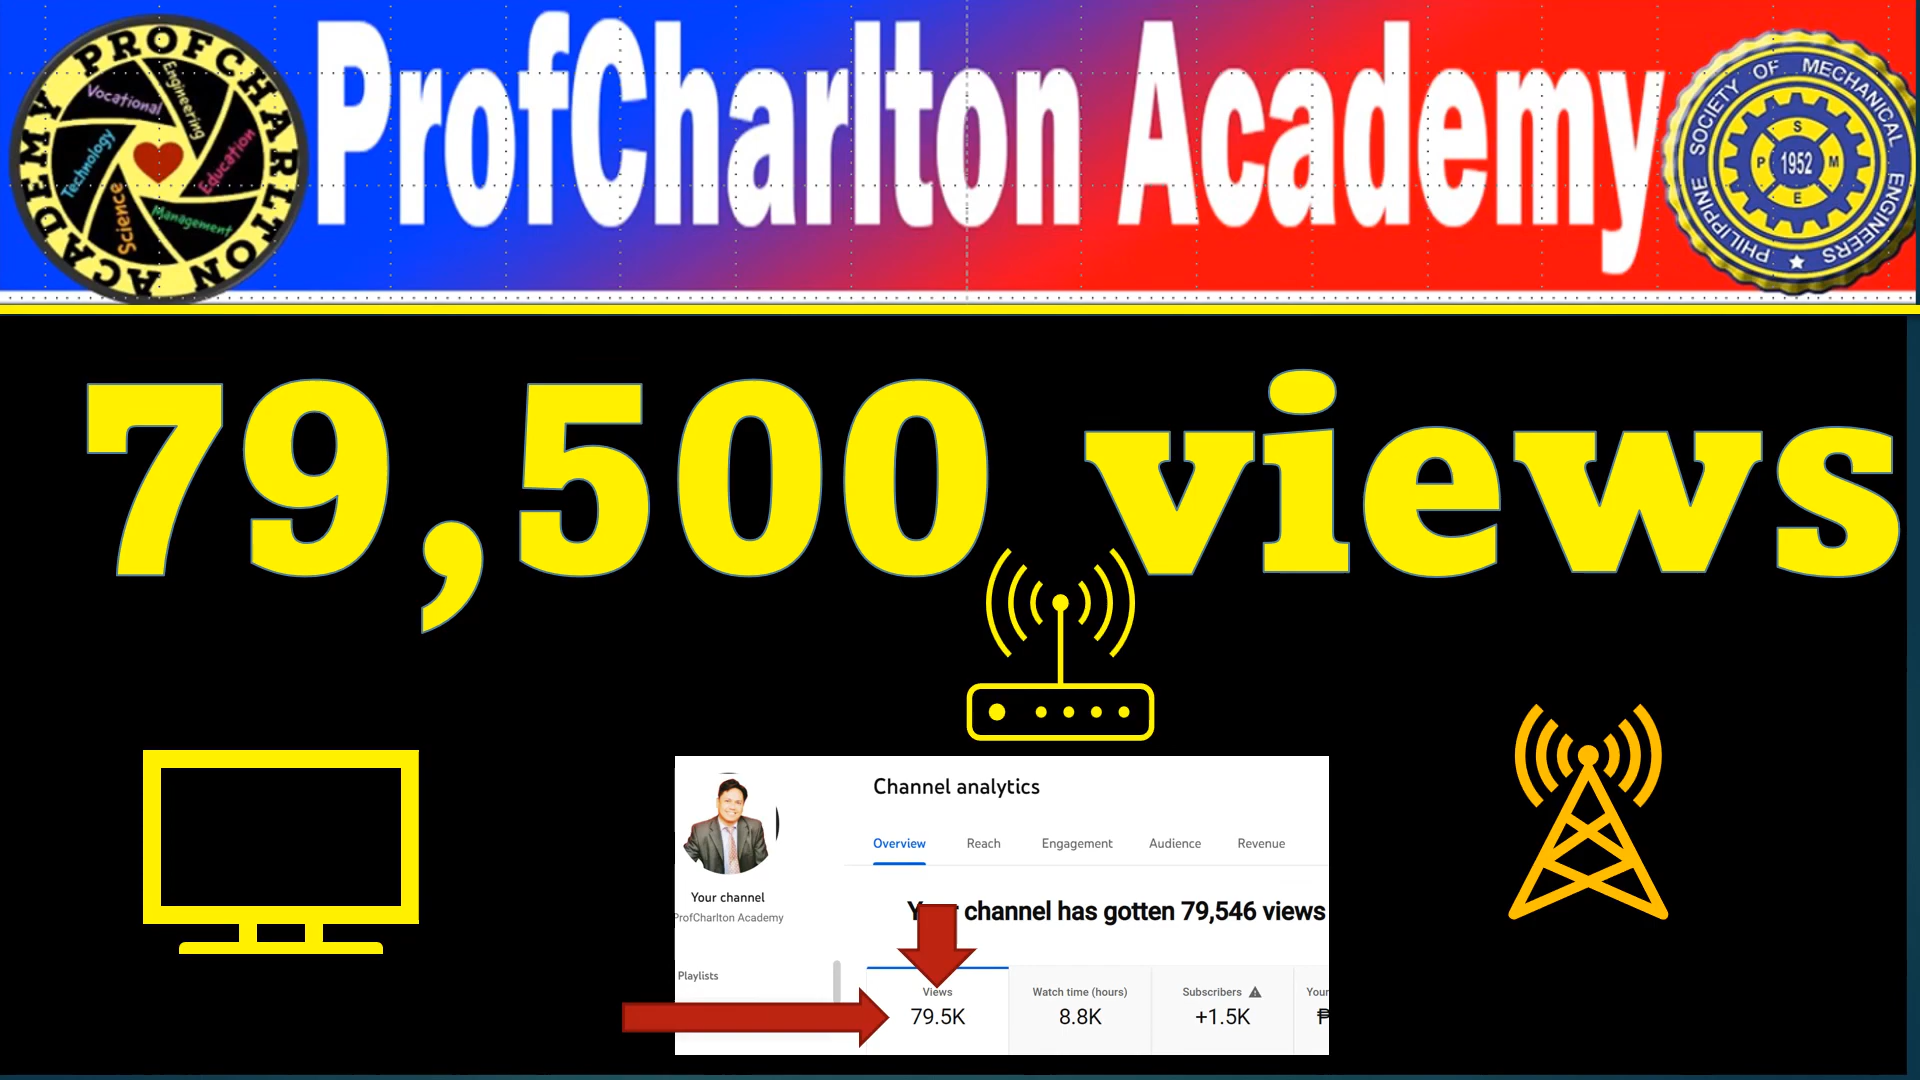 ProfCharlton Academy
PROFCHARLTON ACADEMY
Vocational
Engineering
Technology
Education
Science
Management
PHILIPPINE SOCIETY OF MECHANICAL ENGINEERS
S
P 1952 M
E
79,500 views
Channel analytics
Overview Reach Engagement Audience Revenue
Your channel
ProfCharlton Academy
channel has gotten 79,546 views
Playlists
Views Watch time (hours) Subscribers Your
79.5K 8.8K +1.5K ₱